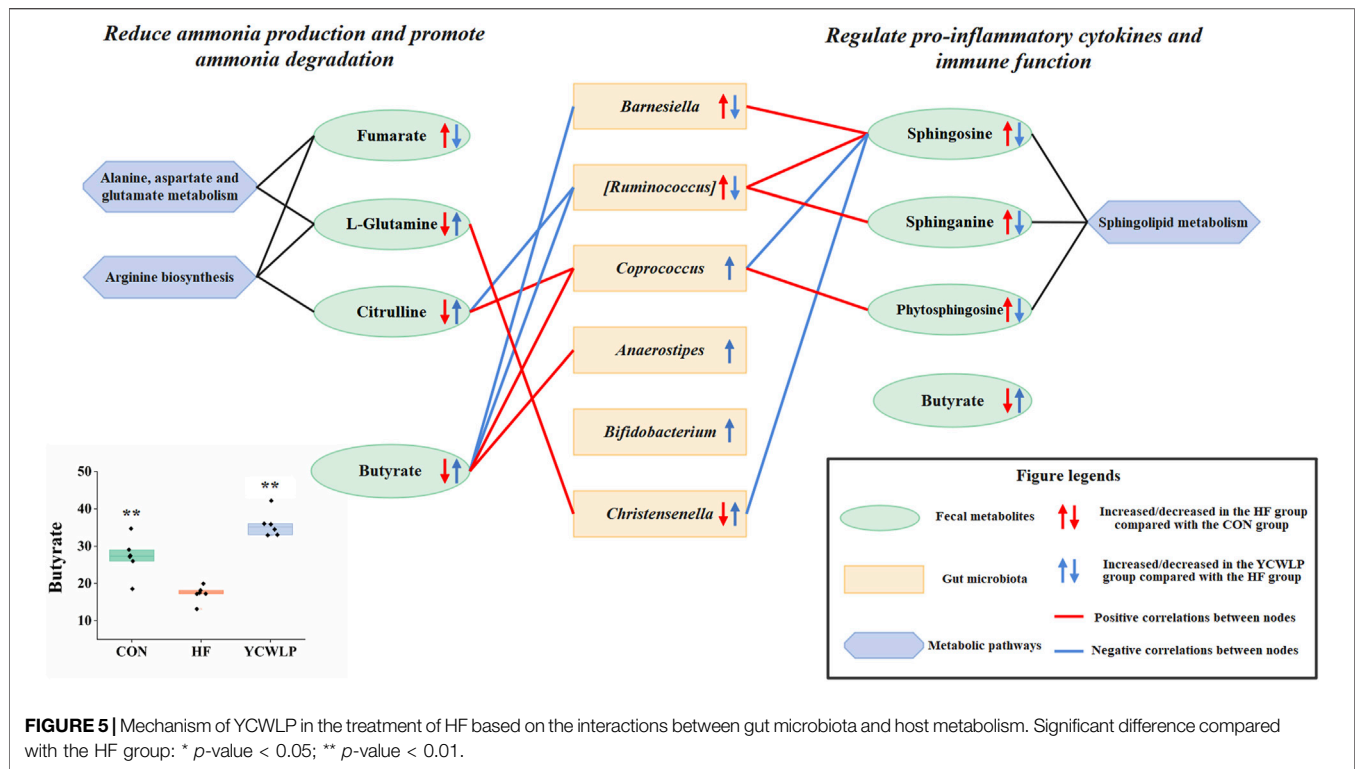 Reduce ammonia production and promote
ammonia degradation
Regulate pro-inflammatory cytokines and
immune function
Alanine, aspartate and
glutamate metabolism
Arginine biosynthesis
Fumarate
L-Glutamine
Citrulline
Butyrate
Barnesiella
[Ruminococcus]
Coprococcus
Anaerostipes
Bifidobacterium
Christensenella
Sphingosine
Sphinganine
Phytosphingosine
Butyrate
Sphingolipid metabolism
Butyrate
50
40
30
20
10
**
**
CON
HF
YCWLP
Figure legends
Fecal metabolites
Increased/decreased in the HF group
compared with the CON group
Gut microbiota
Increased/decreased in the YCWLP
group compared with the HF group
Positive correlations between nodes
Metabolic pathways
Negative correlations between nodes
FIGURE 5 | Mechanism of YCWLP in the treatment of HF based on the interactions between gut microbiota and host metabolism. Significant difference compared
with the HF group: * p-value < 0.05; ** p-value < 0.01.